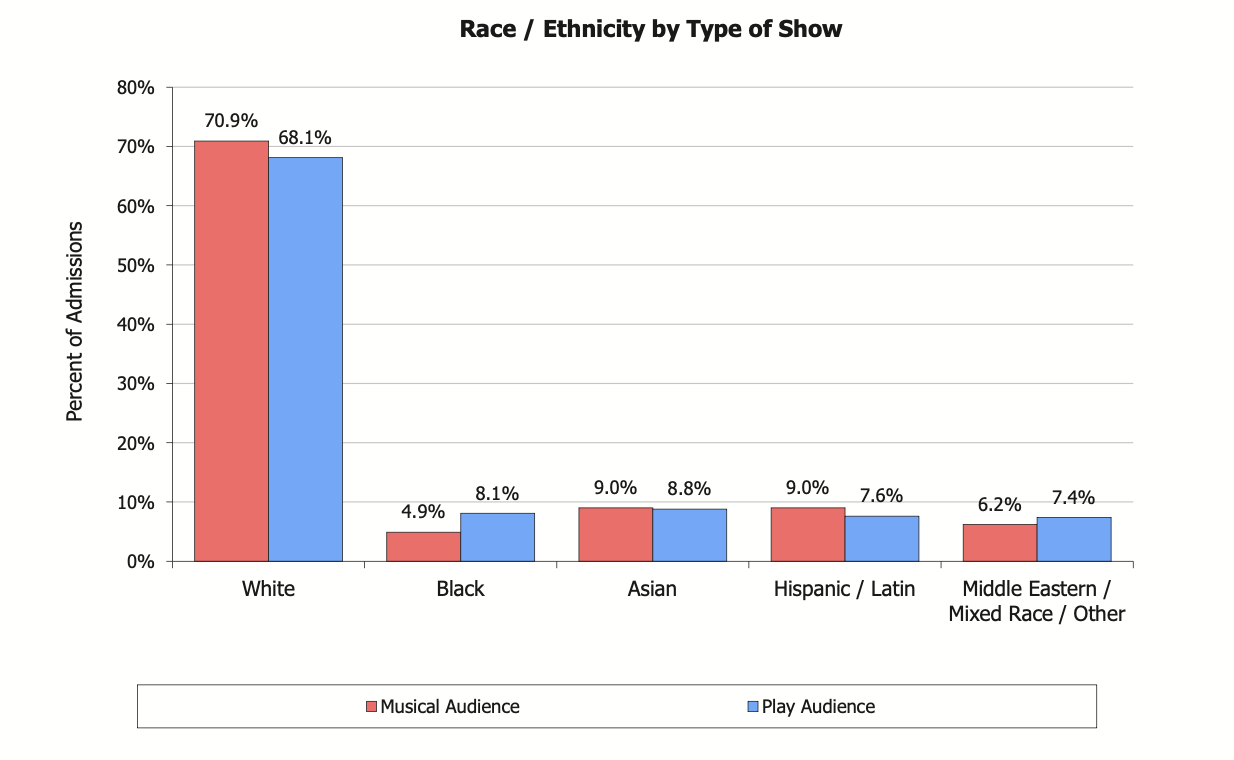 Race / Ethnicity by Type of Show
80%
70%
60%
50%
40%
30%
20%
10%
0%
Percent of Admissions
70.9%
68.1%
4.9%
8.1%
9.0%
8.8%
9.0%
7.6%
6.2%
7.4%
White
Black
Asian
Hispanic / Latin
Middle Eastern /
Mixed Race / Other
Musical Audience
Play Audience